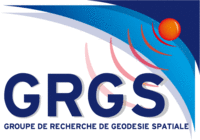 GRGS
GROUPE DE RECHERCHE DE GEODESIE SPATIALE